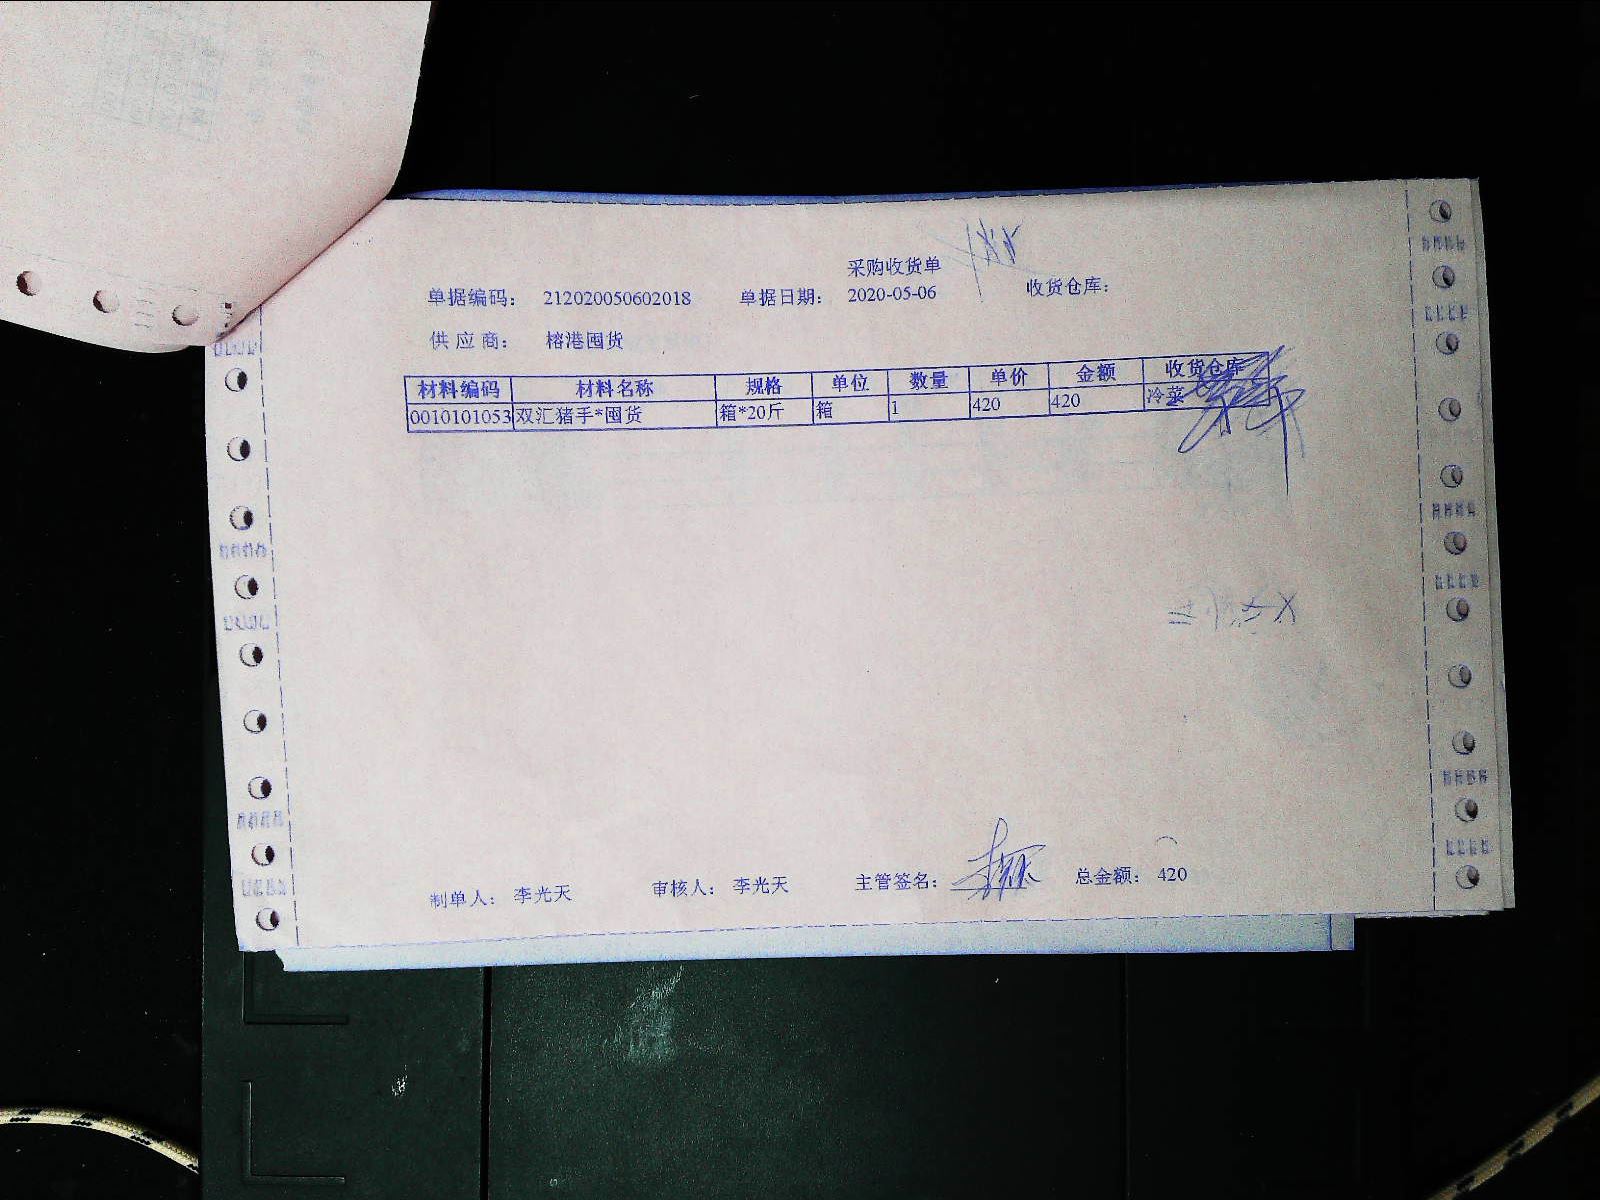 采购收货单
单据编码： 212020050602018 单据日期： 2020-05-06 收货仓库：
供应商： 榕港囤货
材料编码 材料名称 规格 单位 数量 单价 金额 收货仓库
0010101053 双汇猪手*囤货 箱*20斤 箱 1 420 420 冷菜
制单人： 李光天 审核人： 李光天 主管签名： 总金额： 420